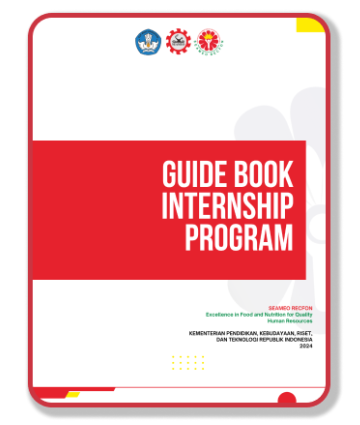 GUIDE BOOK
INTERNSHIP
PROGRAM
SEAMEO RECFON
Excellence in Food and Nutrition for Quality
Human Resources
KEMENTERIAN PENDIDIKAN, KEBUDAYAAN, RISET,
DAN TEKNOLOGI REPUBLIK INDONESIA
2024